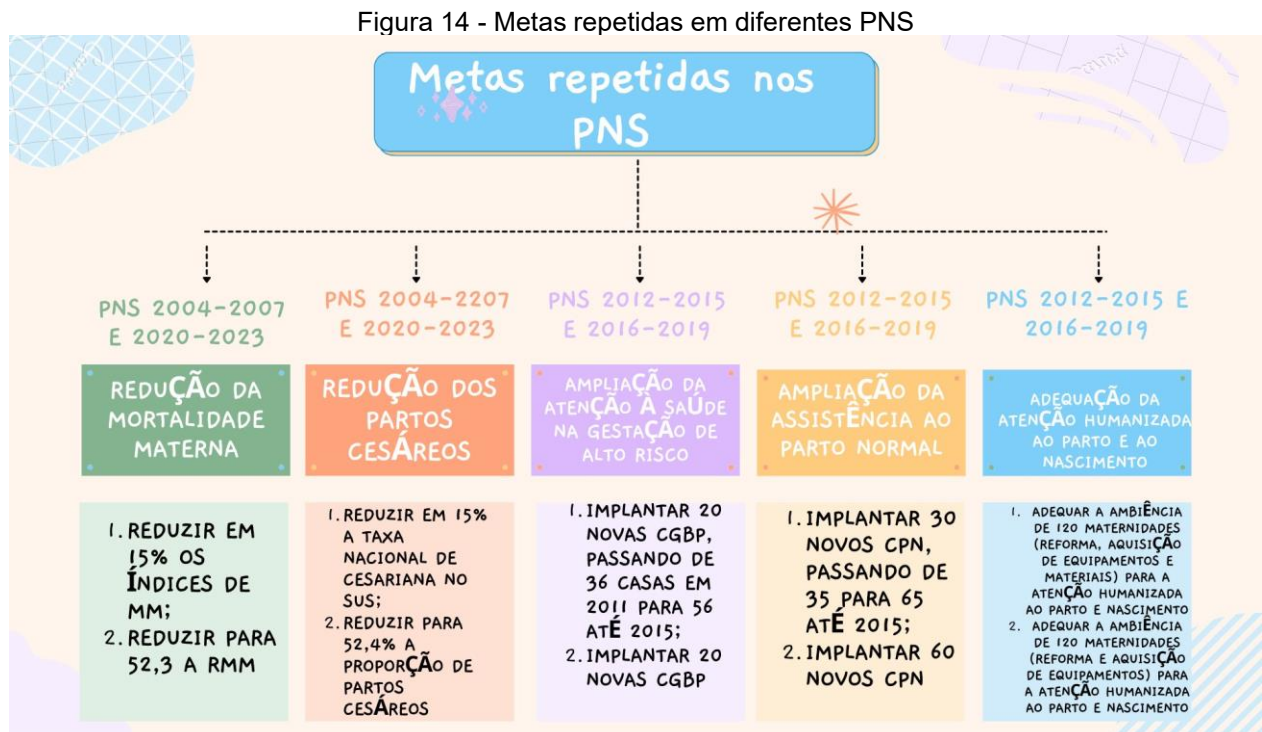 Figura 14 - Metas repetidas em diferentes PNS
Metas repetidas nos
PNS
PNS 2004-2007
E 2020-2023
REDUÇÃO DA
MORTALIDADE
MATERNA
1. REDUZIR EM
15% OS
ÍNDICES DE
MM;
2. REDUZIR PARA
52,3 A RMM
PNS 2004-2207
E 2020-2023
REDUÇÃO DOS
PARTOS
CESÁREOS
1. REDUZIR EM 15%
A TAXA
NACIONAL DE
CESARIANA NO
SUS;
2. REDUZIR PARA
52,4% A
PROPORÇÃO DE
PARTOS
CESÁREOS
PNS 2012-2015
E 2016-2019
AMPLIAÇÃO DA
ATENÇÃO À SAÚDE
NA GESTAÇÃO DE
ALTO RISCO
1. IMPLANTAR 20
NOVAS CGBP,
PASSANDO DE
36 CASAS EM
2011 PARA 56
ATÉ 2015;
2. IMPLANTAR 20
NOVAS CGBP
PNS 2012-2015
E 2016-2019
AMPLIAÇÃO DA
ASSISTÊNCIA AO
PARTO NORMAL
1. IMPLANTAR 30
NOVOS CPN,
PASSANDO DE
35 PARA 65
ATÉ 2015;
2. IMPLANTAR 60
NOVOS CPN
PNS 2012-2015 E
2016-2019
ADEQUAÇÃO DA
ATENÇÃO HUMANIZADA
AO PARTO E AO
NASCIMENTO
1. ADEQUAR A AMBIÊNCIA
DE 120 MATERNIDADES
(REFORMA, AQUISIÇÃO
DE EQUIPAMENTOS E
MATERIAIS) PARA A
ATENÇÃO HUMANIZADA
AO PARTO E NASCIMENTO
2. ADEQUAR A AMBIÊNCIA
DE 120 MATERNIDADES
(REFORMA E AQUISIÇÃO
DE EQUIPAMENTOS) PARA
A ATENÇÃO HUMANIZADA
AO PARTO E NASCIMENTO